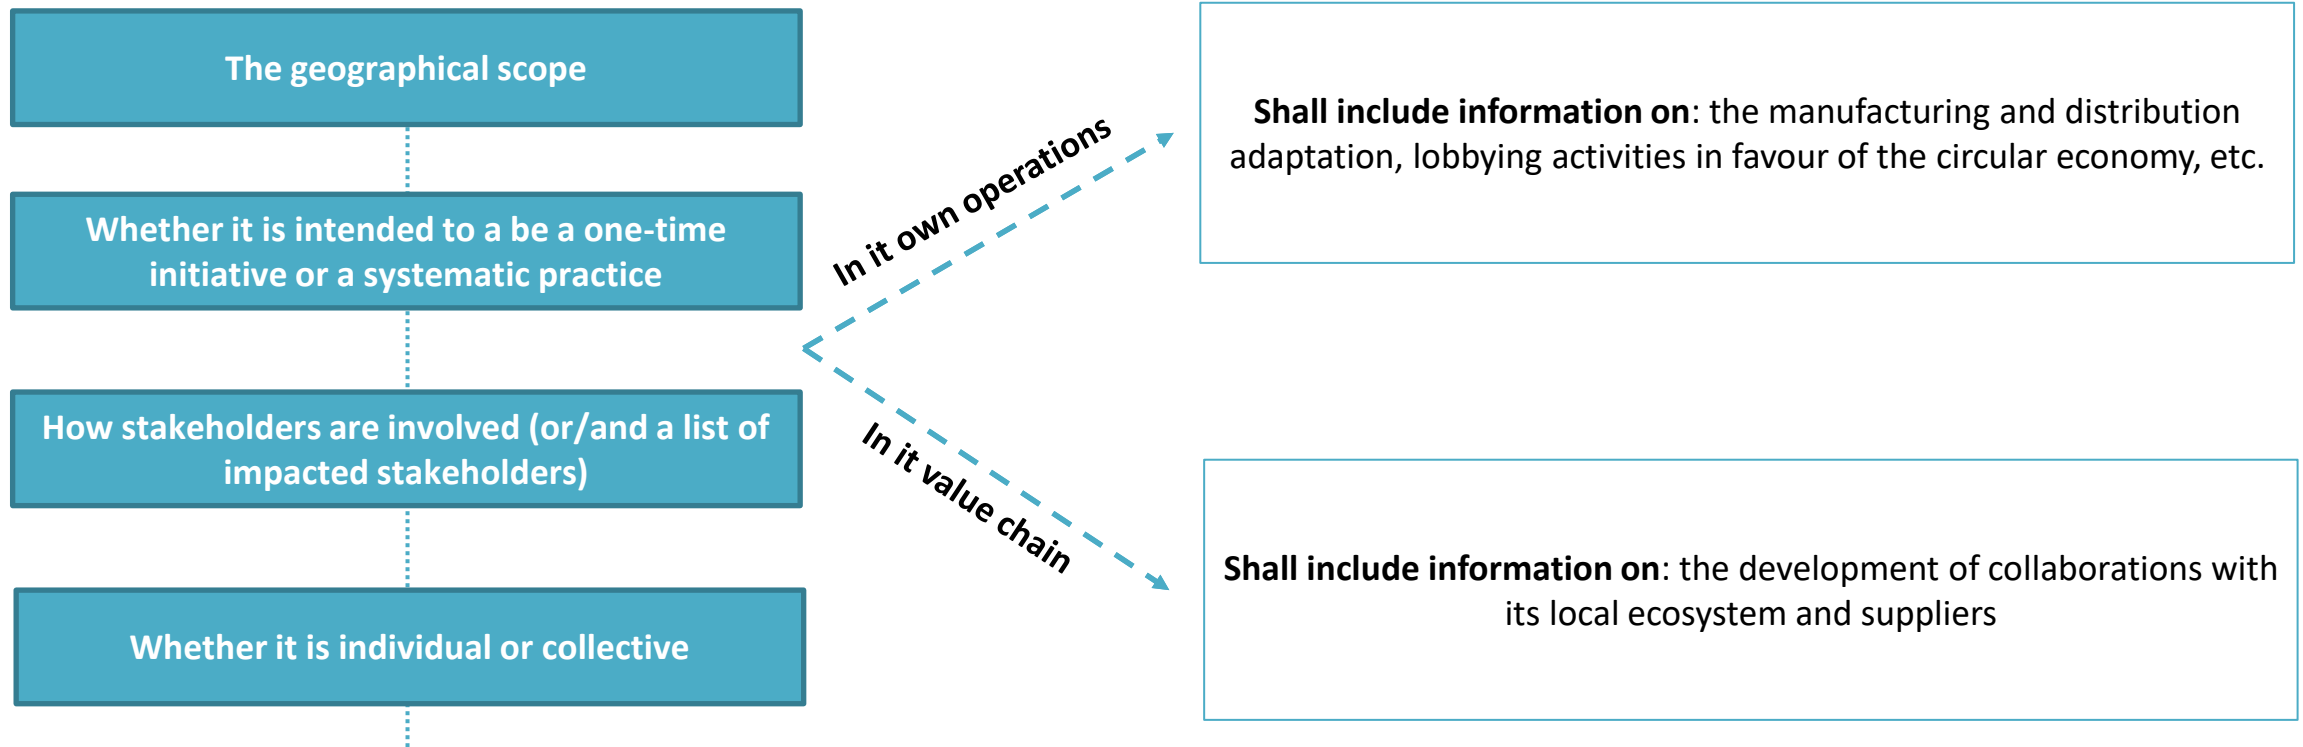 The geographical scope
Whether it is intended to a be a one-time
initiative or a systematic practice
How stakeholders are involved (or/and a list of
impacted stakeholders)
Whether it is individual or collective
In it own operations
In it value chain
Shall include information on: the manufacturing and distribution
adaptation, lobbying activities in favour of the circular economy, etc.
Shall include information on: the development of collaborations with
its local ecosystem and suppliers